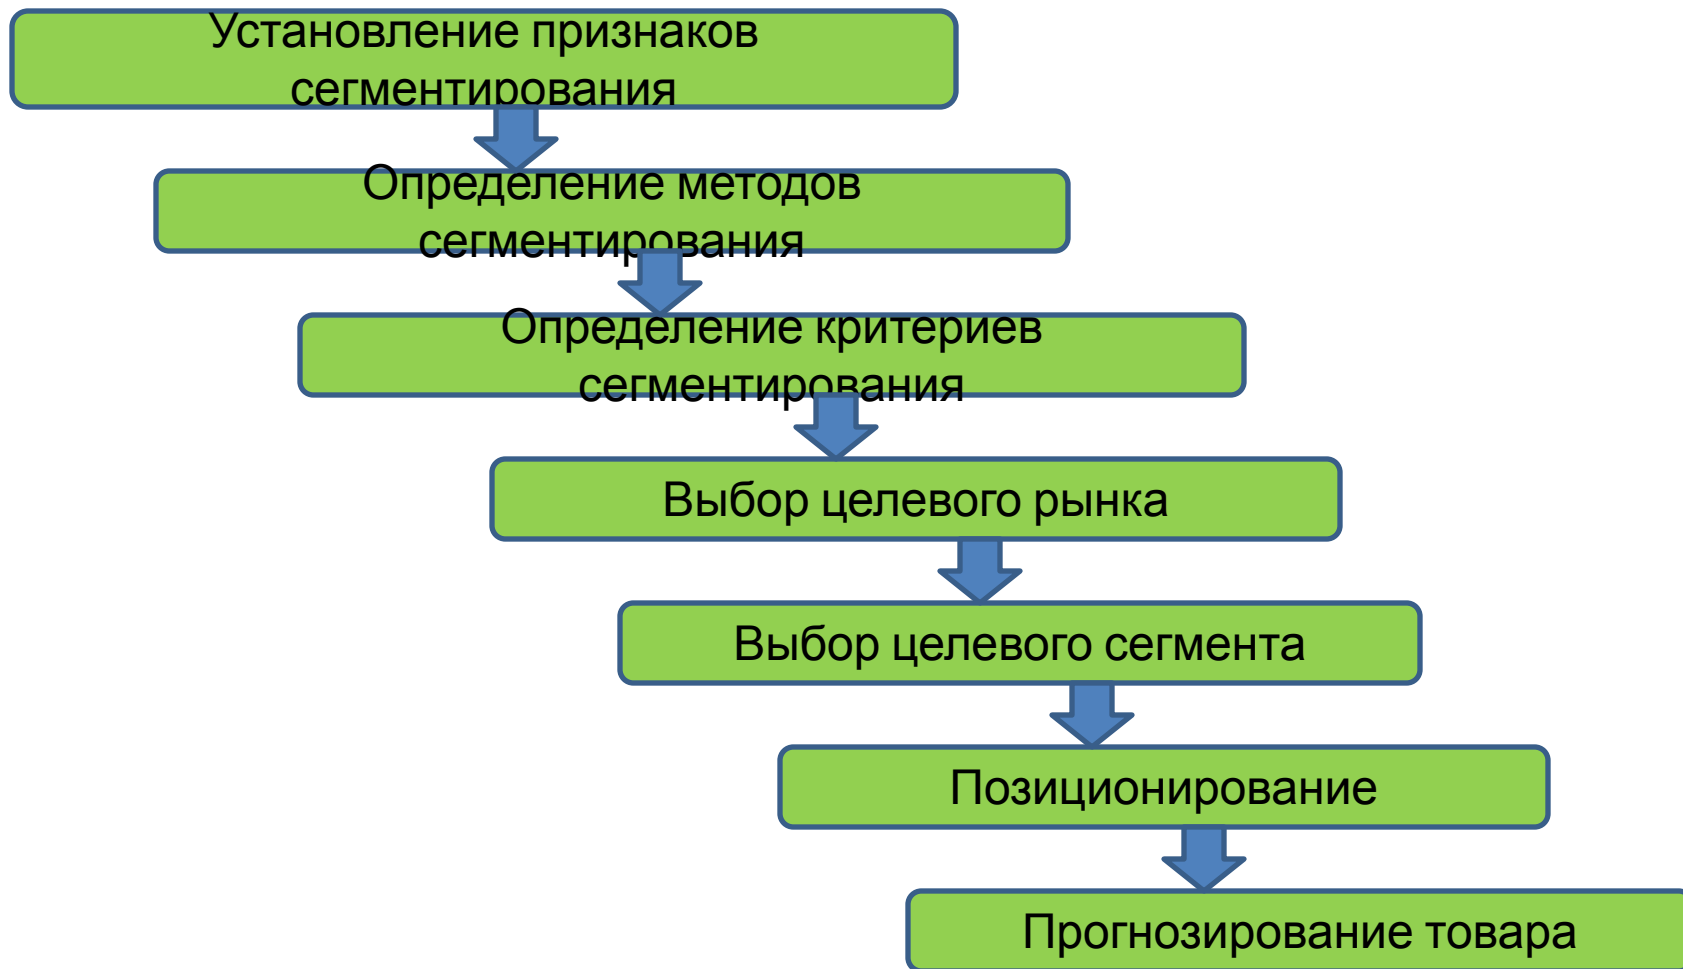 Установление признаков
сегментирования
Определение методов
сегментирования
Определение критериев
сегментирования
Выбор целевого рынка
Выбор целевого сегмента
Позиционирование
Прогнозирование товара